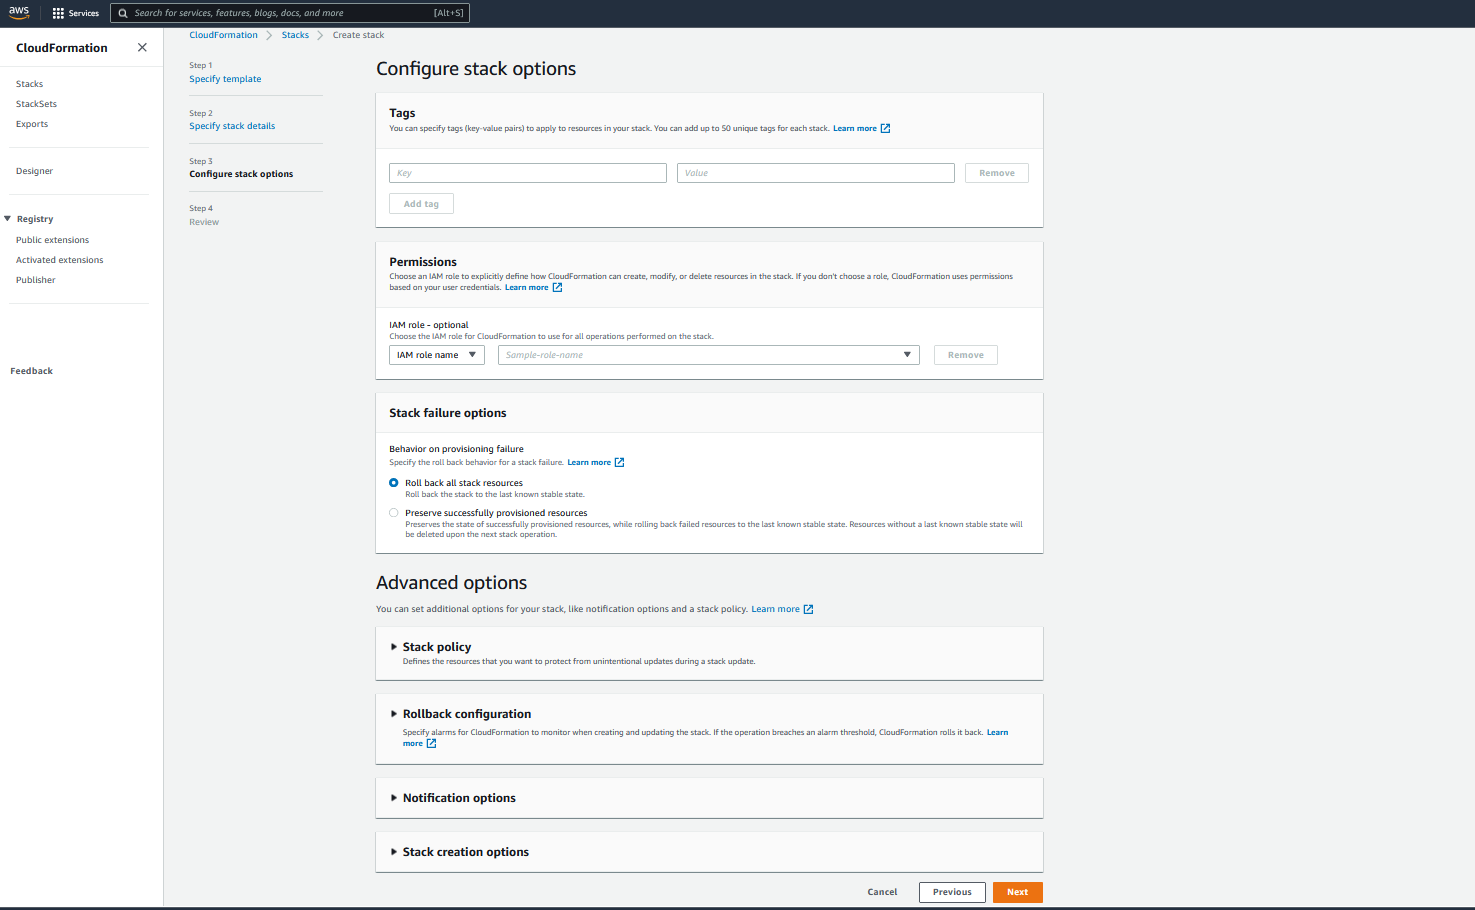 aws
Services
Search for services, features, blogs, docs, and more
[Alt+S]
CloudFormation
Stacks
StackSets
Exports
Designer
Registry
Public extensions
Activated extensions
Publisher
Feedback
CloudFormation
Stacks
Create stack
Step 1
Specify template
Step 2
Specify stack details
Step 3
Configure stack options
Step 4
Review
Configure stack options
Tags
You can specify tags (key-value pairs) to apply to resources in your stack. You can add up to 50 unique tags for each stack. Learn more
Key
Value
Remove
Add tag
Permissions
Choose an IAM role to explicitly define how CloudFormation can create, modify, or delete resources in the stack. If you don't choose a role, CloudFormation uses permissions
based on your user credentials. Learn more
IAM role - optional
Choose the IAM role for CloudFormation to use for all operations performed on the stack.
IAM role name
Sample-role-name
Remove
Stack failure options
Behavior on provisioning failure
Specify the roll back behavior for a stack failure. Learn more
Roll back all stack resources
Roll back the stack to the last known stable state.
Preserve successfully provisioned resources
Preserves the state of successfully provisioned resources, while rolling back failed resources to the last known stable state. Resources without a last known stable state will
be deleted upon the next stack operation.
Advanced options
You can set additional options for your stack, like notification options and a stack policy. Learn more
Stack policy
Defines the resources that you want to protect from unintentional updates during a stack update.
Rollback configuration
Specify alarms for CloudFormation to monitor when creating and updating the stack. If the operation breaches an alarm threshold, CloudFormation rolls it back. Learn
more
Notification options
Stack creation options
Cancel
Previous
Next